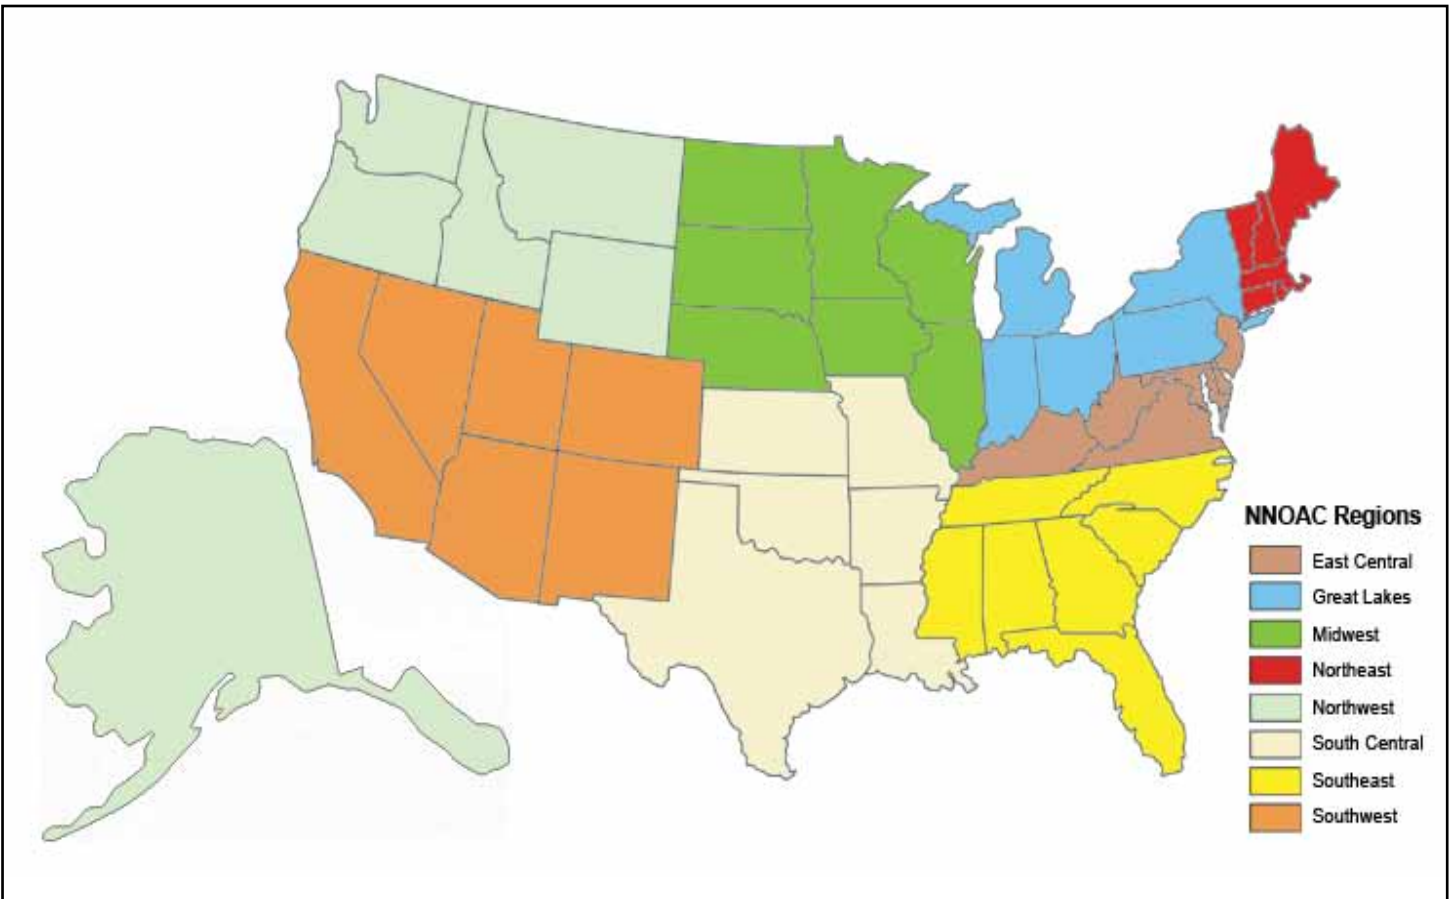 NNOAC Regions
East Central
Great Lakes
Midwest
Northeast
Northwest
South Central
Southeast
Southwest